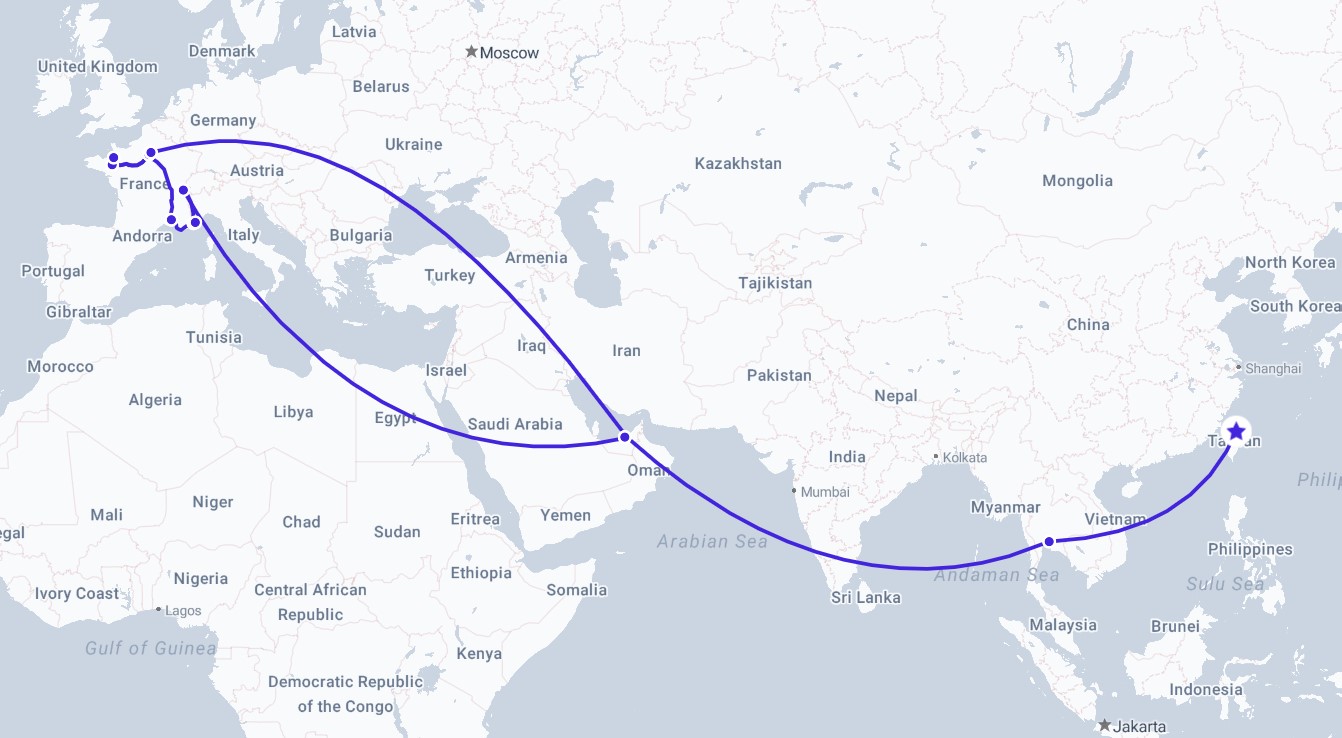 Latvia
Denmark
Moscow
United Kingdom
Belarus
Germany
Ukraine
Kazakhstan
Austria
France
Mongolia
Andorra
Italy
Bulgaria
Armenia
North Korea
Portugal
Turkey
Tajikistan
Gibraltar
South Korea
China
Tunisia
Iraq
Iran
Morocco
Israel
Shanghai
Pakistan
Algeria
Nepal
Libya
Egypt
Saudi Arabia
India
Kolkata
Oman
Mumbai
Niger
Myanmar
Mali
Yemen
Eritrea
Vietnam
Chad
Sudan
Arabian Sea
Philippines
Nigeria
Ethiopia
Andaman Sea
Sulu Sea
Ivory Coast
Central African
Republic
Somalia
Sri Lanka
Lagos
Malaysia
Brunei
Gulf of Guinea
Kenya
Democratic Republic
of the Congo
Indonesia
Jakarta